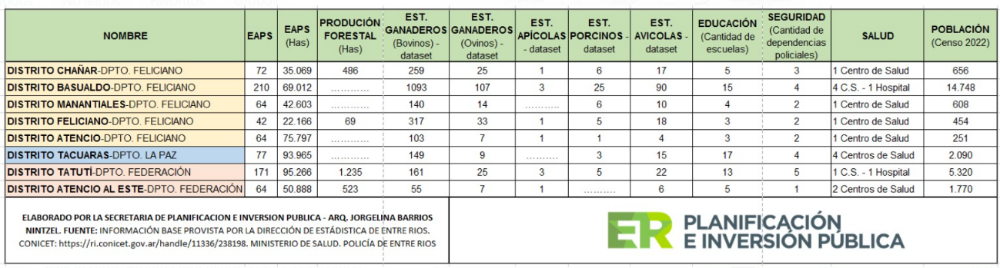 NOMBRE | EAPS | EAPS (Has) | PRODUCIÓN FORESTAL (Has) | EST. GANADEROS (Bovinos) - dataset | EST. GANADEROS (Ovinos) - dataset | EST. APÍCOLAS - dataset | EST. PORCINOS - dataset | EST. AVICOLAS - dataset | EDUCACIÓN (Cantidad de escuelas) | SEGURIDAD (Cantidad de dependencias policiales) | SALUD | POBLACIÓN (Censo 2022)
DISTRITO CHAÑAR-DPTO. FELICIANO | 72 | 35.069 | 486 | 259 | 25 | 1 | 6 | 17 | 5 | 3 | 1 Centro de Salud | 656
DISTRITO BASUALDO-DPTO. FELICIANO | 210 | 69.012 | ............ | 1093 | 107 | 3 | 25 | 90 | 15 | 4 | 4 C.S. - 1 Hospital | 14.748
DISTRITO MANANTIALES-DPTO. FELICIANO | 64 | 42.603 | ............ | 140 | 14 | ........... | 6 | 10 | 4 | 2 | 1 Centro de Salud | 608
DISTRITO FELICIANO-DPTO. FELICIANO | 42 | 22.166 | 69 | 317 | 33 | 1 | 5 | 18 | 3 | 2 | 1 Centro de Salud | 454
DISTRITO ATENCIO-DPTO. FELICIANO | 64 | 75.797 | ............ | 103 | 7 | 1 | 1 | 4 | 3 | 2 | 1 Centro de Salud | 251
DISTRITO TACUARAS-DPTO. LA PAZ | 77 | 93.965 | ............ | 149 | 9 | .......... | 3 | 15 | 17 | 4 | 4 Centros de Salud | 2.090
DISTRITO TATUTÍ-DPTO. FEDERACIÓN | 171 | 95.266 | 1.235 | 161 | 25 | 3 | 5 | 22 | 13 | 5 | 1 C.S. - 1 Hospital | 5.320
DISTRITO ATENCIO AL ESTE-DPTO. FEDERACIÓN | 64 | 50.888 | 523 | 55 | 7 | 1 | .......... | 6 | 5 | 1 | 2 Centros de Salud | 1.770
ELABORADO POR LA SECRETARIA DE PLANIFICACION E INVERSION PUBLICA - ARQ. JORGELINA BARRIOS
NINTZEL. FUENTE: INFORMACIÓN BASE PROVISTA POR LA DIRECCIÓN DE ESTÁDISTICA DE ENTRE RIOS.
CONICET: https://ri.conicet.gov.ar/handle/11336/238198. MINISTERIO DE SALUD. POLICÍA DE ENTRE RIOS
ER PLANIFICACIÓN
E INVERSIÓN PÚBLICA